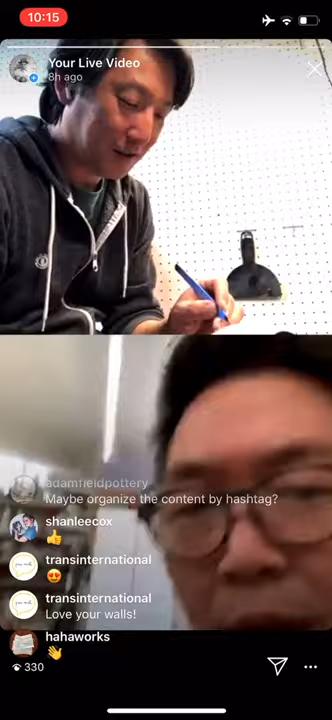 10:15
Your Live Video
8h ago
adamfieldpottery
Maybe organize the content by hashtag?
shanleecox
👍
transinternational
😍
transinternational
Love your walls!
hahaworks
👋
330